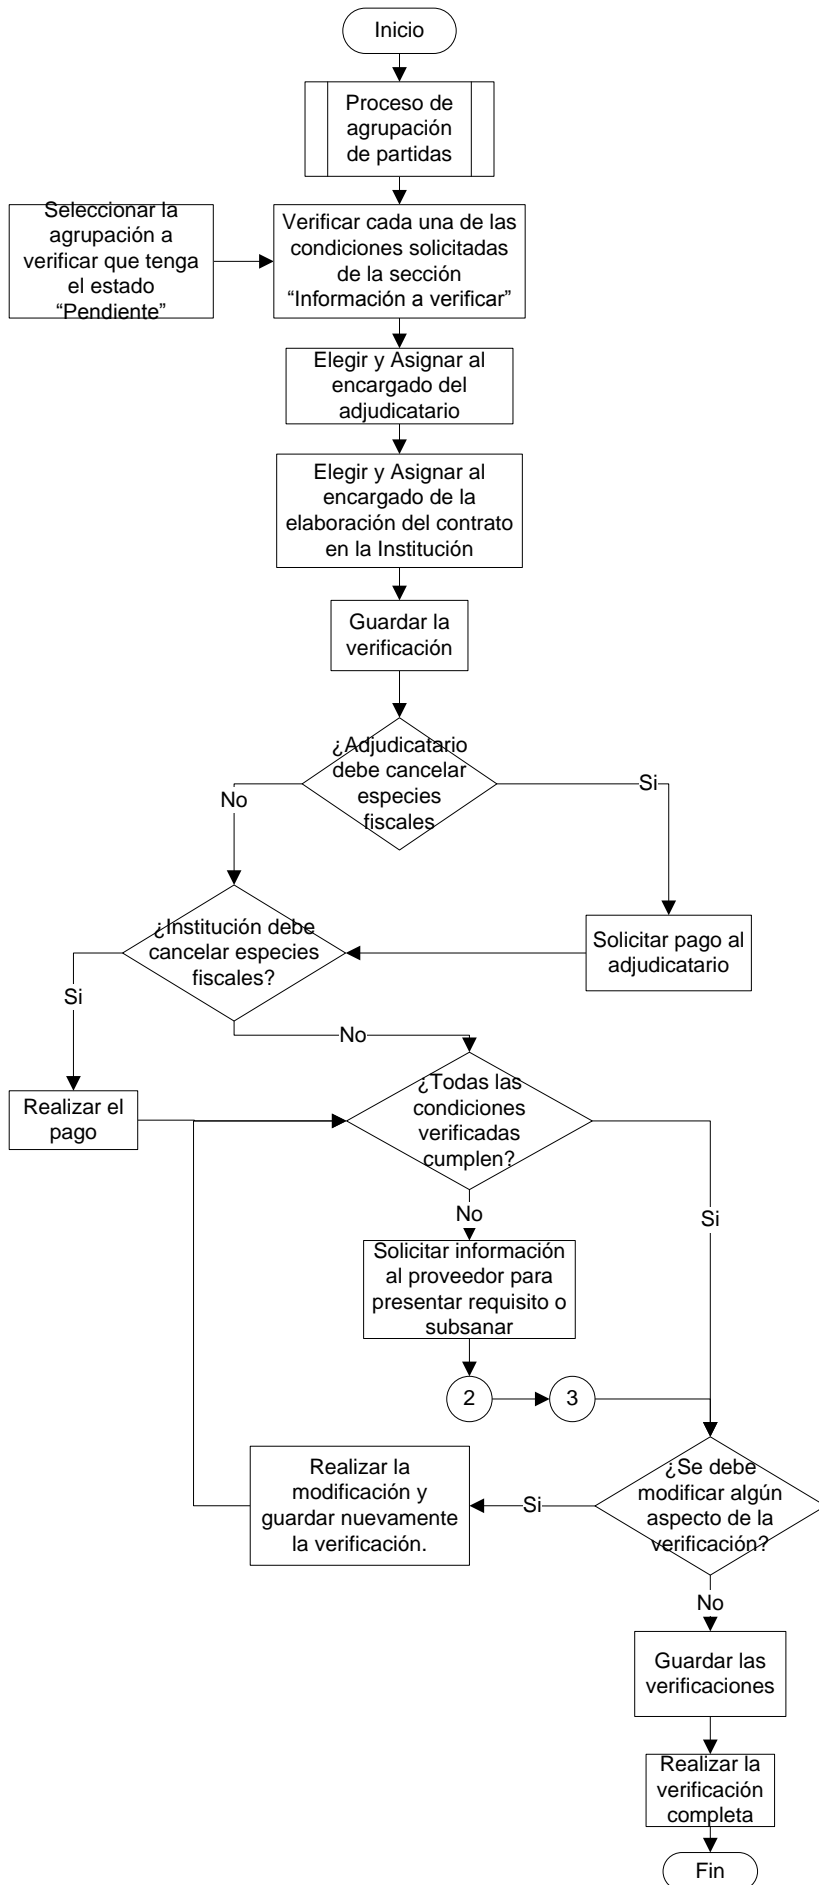 Inicio
Proceso de
agrupación
de partidas
Seleccionar la
agrupación a
verificar que tenga
el estado
“Pendiente”
Verificar cada una de las
condiciones solicitadas
de la sección
“Información a verificar”
Elegir y Asignar al
encargado del
adjudicatario
Elegir y Asignar al
encargado de la
elaboración del contrato
en la Institución
Guardar la
verificación
¿Adjudicatario
debe cancelar
especies
fiscales
No
Si
¿Institución debe
cancelar especies
fiscales?
Solicitar pago al
adjudicatario
Si
No
Realizar el
pago
¿Todas las
condiciones
verificadas
cumplen?
No
Si
Solicitar información
al proveedor para
presentar requisito o
subsanar
2
3
Realizar la
modificación y
guardar nuevamente
la verificación.
Si
¿Se debe
modificar algún
aspecto de la
verificación?
No
Guardar las
verificaciones
Realizar la
verificación
completa
Fin